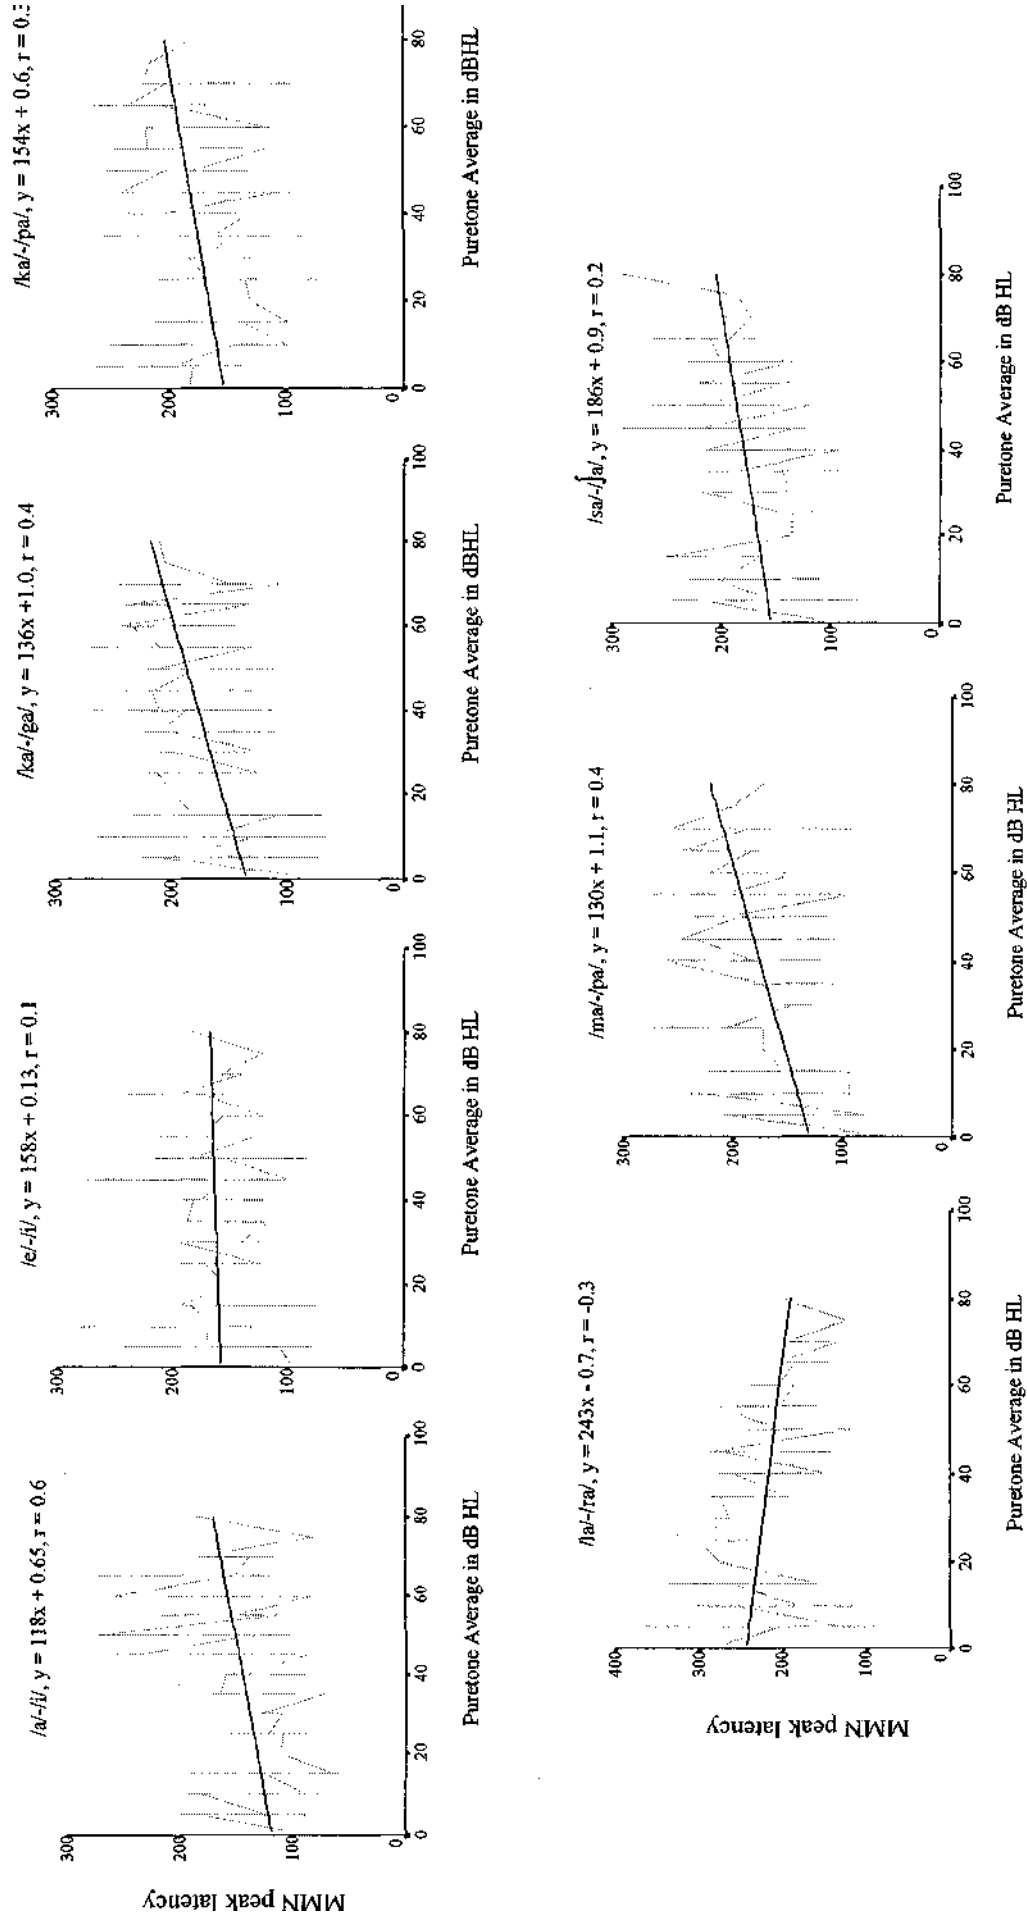 /a/-/i/, y = 118x + 0.65, r = 0.6
300
200
100
0
0 20 40 60 80 100
MMN peak latency
Puretone Average in dB HL
/e/-/i/, y = 158x + 0.13, r = 0.1
300
200
100
0
0 20 40 60 80 100
Puretone Average in dB HL
/ka/-/ga/, y = 136x +1.0, r = 0.4
300
200
100
0
0 20 40 60 80 100
Puretone Average in dBHL
/ka/-/pa/, y = 154x + 0.6, r =
300
200
100
0
0 20 40 60 80
Puretone Average in dBHL
/la/-/ra/, y = 243x - 0.7, r = -0.3
400
300
200
100
0
0 20 40 60 80 100
MMN peak latency
Puretone Average in dB HL
/ma/-/pa/, y = 130x + 1.1, r = 0.4
300
200
100
0
0 20 40 60 80 100
Puretone Average in dB HL
/sa/-/ʃa/, y = 186x + 0.9, r = 0.2
300
200
100
0
0 20 40 60 80 100
Puretone Average in dB HL